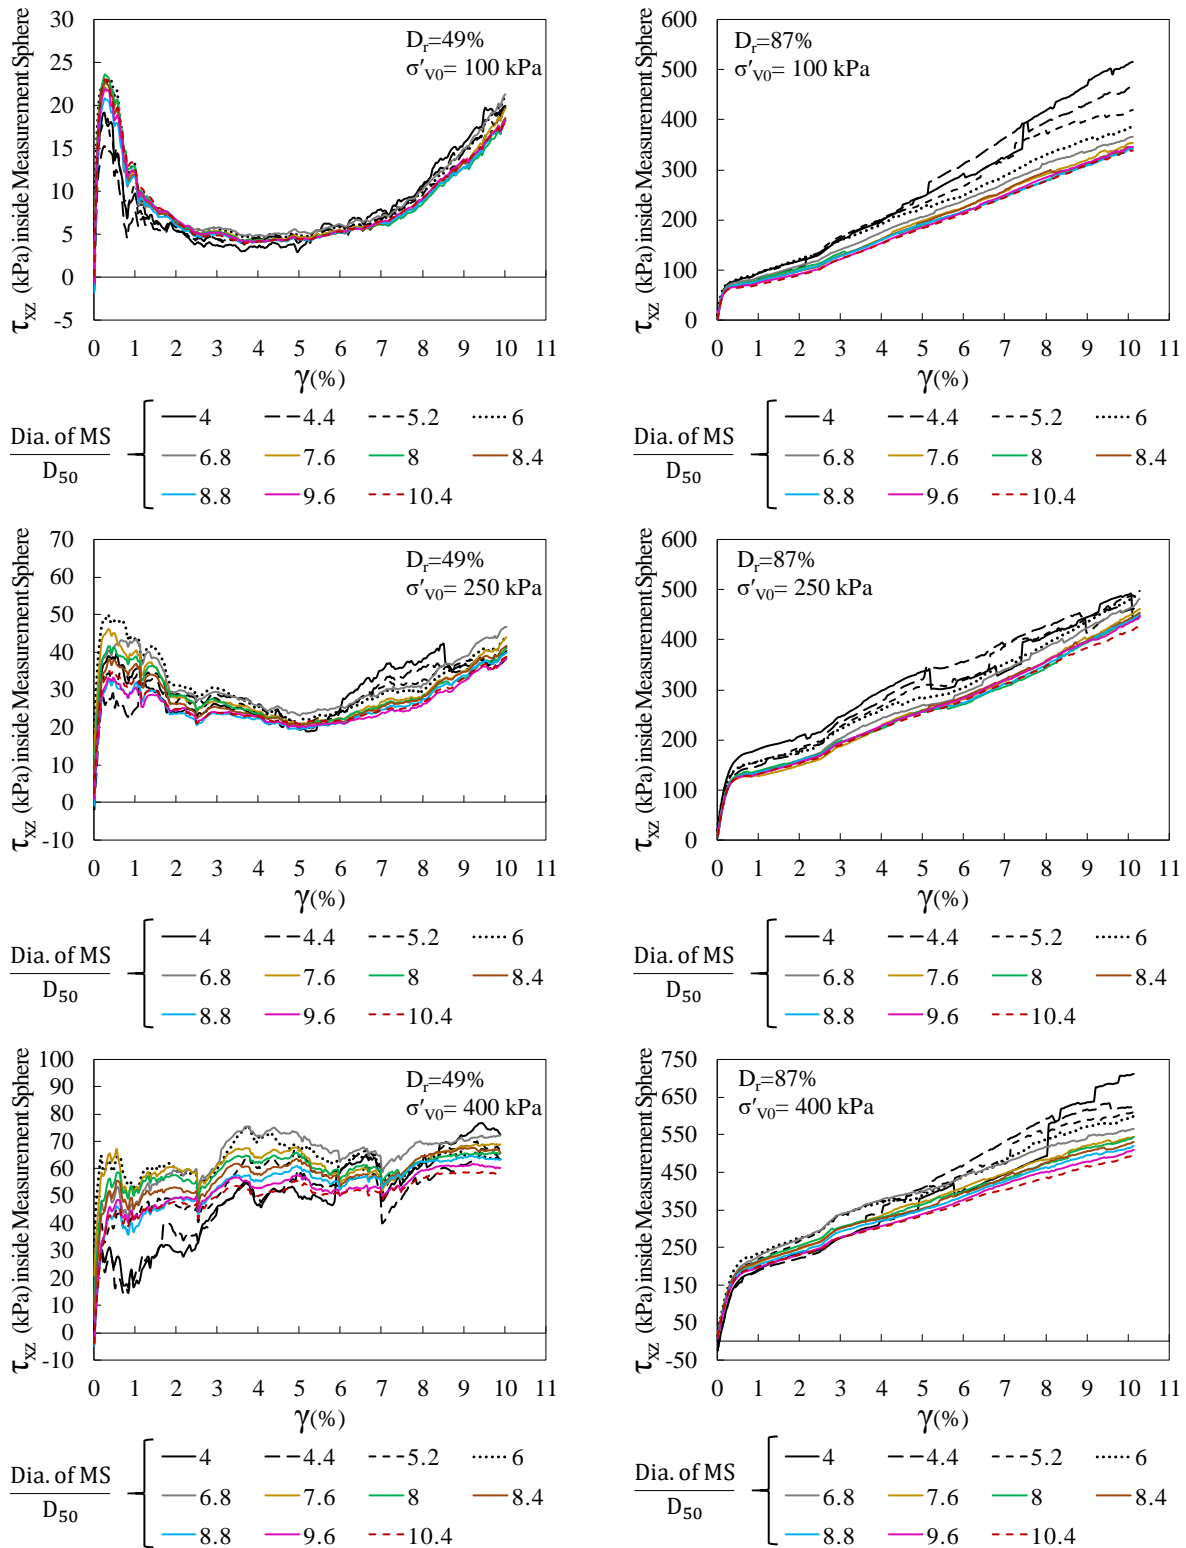 τxz (kPa) inside Measurement Sphere
30
25
20
15
10
5
0
-5
Dr=49%
σ'V0= 100 kPa
0 1 2 3 4 5 6 7 8 9 10 11
γ(%)
Dia. of MS
D50
4 4.4 5.2 6
6.8 7.6 8 8.4
8.8 9.6 10.4
τxz (kPa) inside Measurement Sphere
600
500
400
300
200
100
0
Dr=87%
σ'V0= 100 kPa
0 1 2 3 4 5 6 7 8 9 10 11
γ(%)
Dia. of MS
D50
4 4.4 5.2 6
6.8 7.6 8 8.4
8.8 9.6 10.4
τxz (kPa) inside Measurement Sphere
70
60
50
40
30
20
10
0
-10
Dr=49%
σ'V0= 250 kPa
0 1 2 3 4 5 6 7 8 9 10 11
γ(%)
Dia. of MS
D50
4 4.4 5.2 6
6.8 7.6 8 8.4
8.8 9.6 10.4
τxz (kPa) inside Measurement Sphere
600
500
400
300
200
100
0
Dr=87%
σ'V0= 250 kPa
0 1 2 3 4 5 6 7 8 9 10 11
γ(%)
Dia. of MS
D50
4 4.4 5.2 6
6.8 7.6 8 8.4
8.8 9.6 10.4
τxz (kPa) inside Measurement Sphere
100
90
80
70
60
50
40
30
20
10
0
-10
Dr=49%
σ'V0= 400 kPa
0 1 2 3 4 5 6 7 8 9 10 11
γ(%)
Dia. of MS
D50
4 4.4 5.2 6
6.8 7.6 8 8.4
8.8 9.6 10.4
τxz (kPa) inside Measurement Sphere
750
650
550
450
350
250
150
50
-50
Dr=87%
σ'V0= 400 kPa
0 1 2 3 4 5 6 7 8 9 10 11
γ(%)
Dia. of MS
D50
4 4.4 5.2 6
6.8 7.6 8 8.4
8.8 9.6 10.4